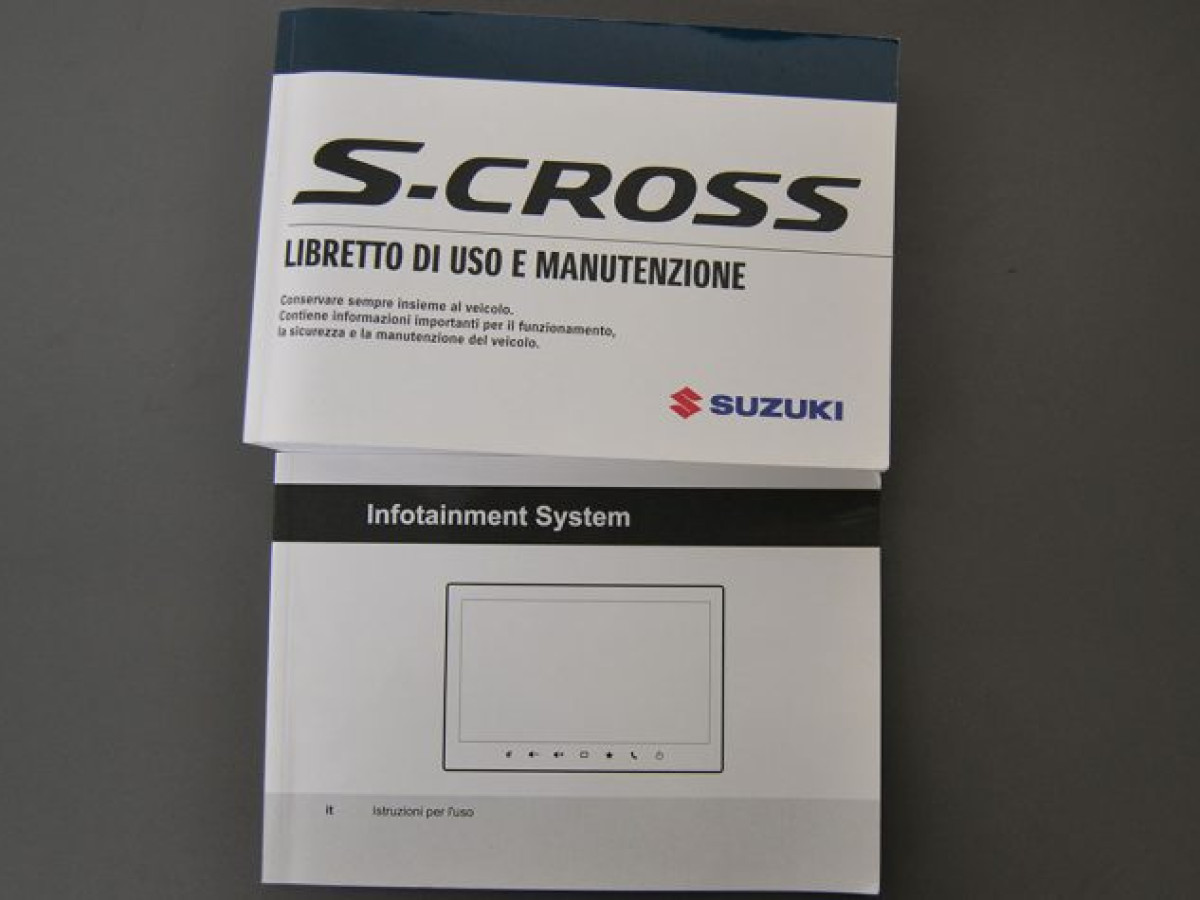 S-CROSS
LIBRETTO DI USO E MANUTENZIONE
Conservare sempre insieme al veicolo.
Contiene informazioni importanti per il funzionamento,
la sicurezza e la manutenzione del veicolo.
SUZUKI
Infotainment System
it Istruzioni per l'uso